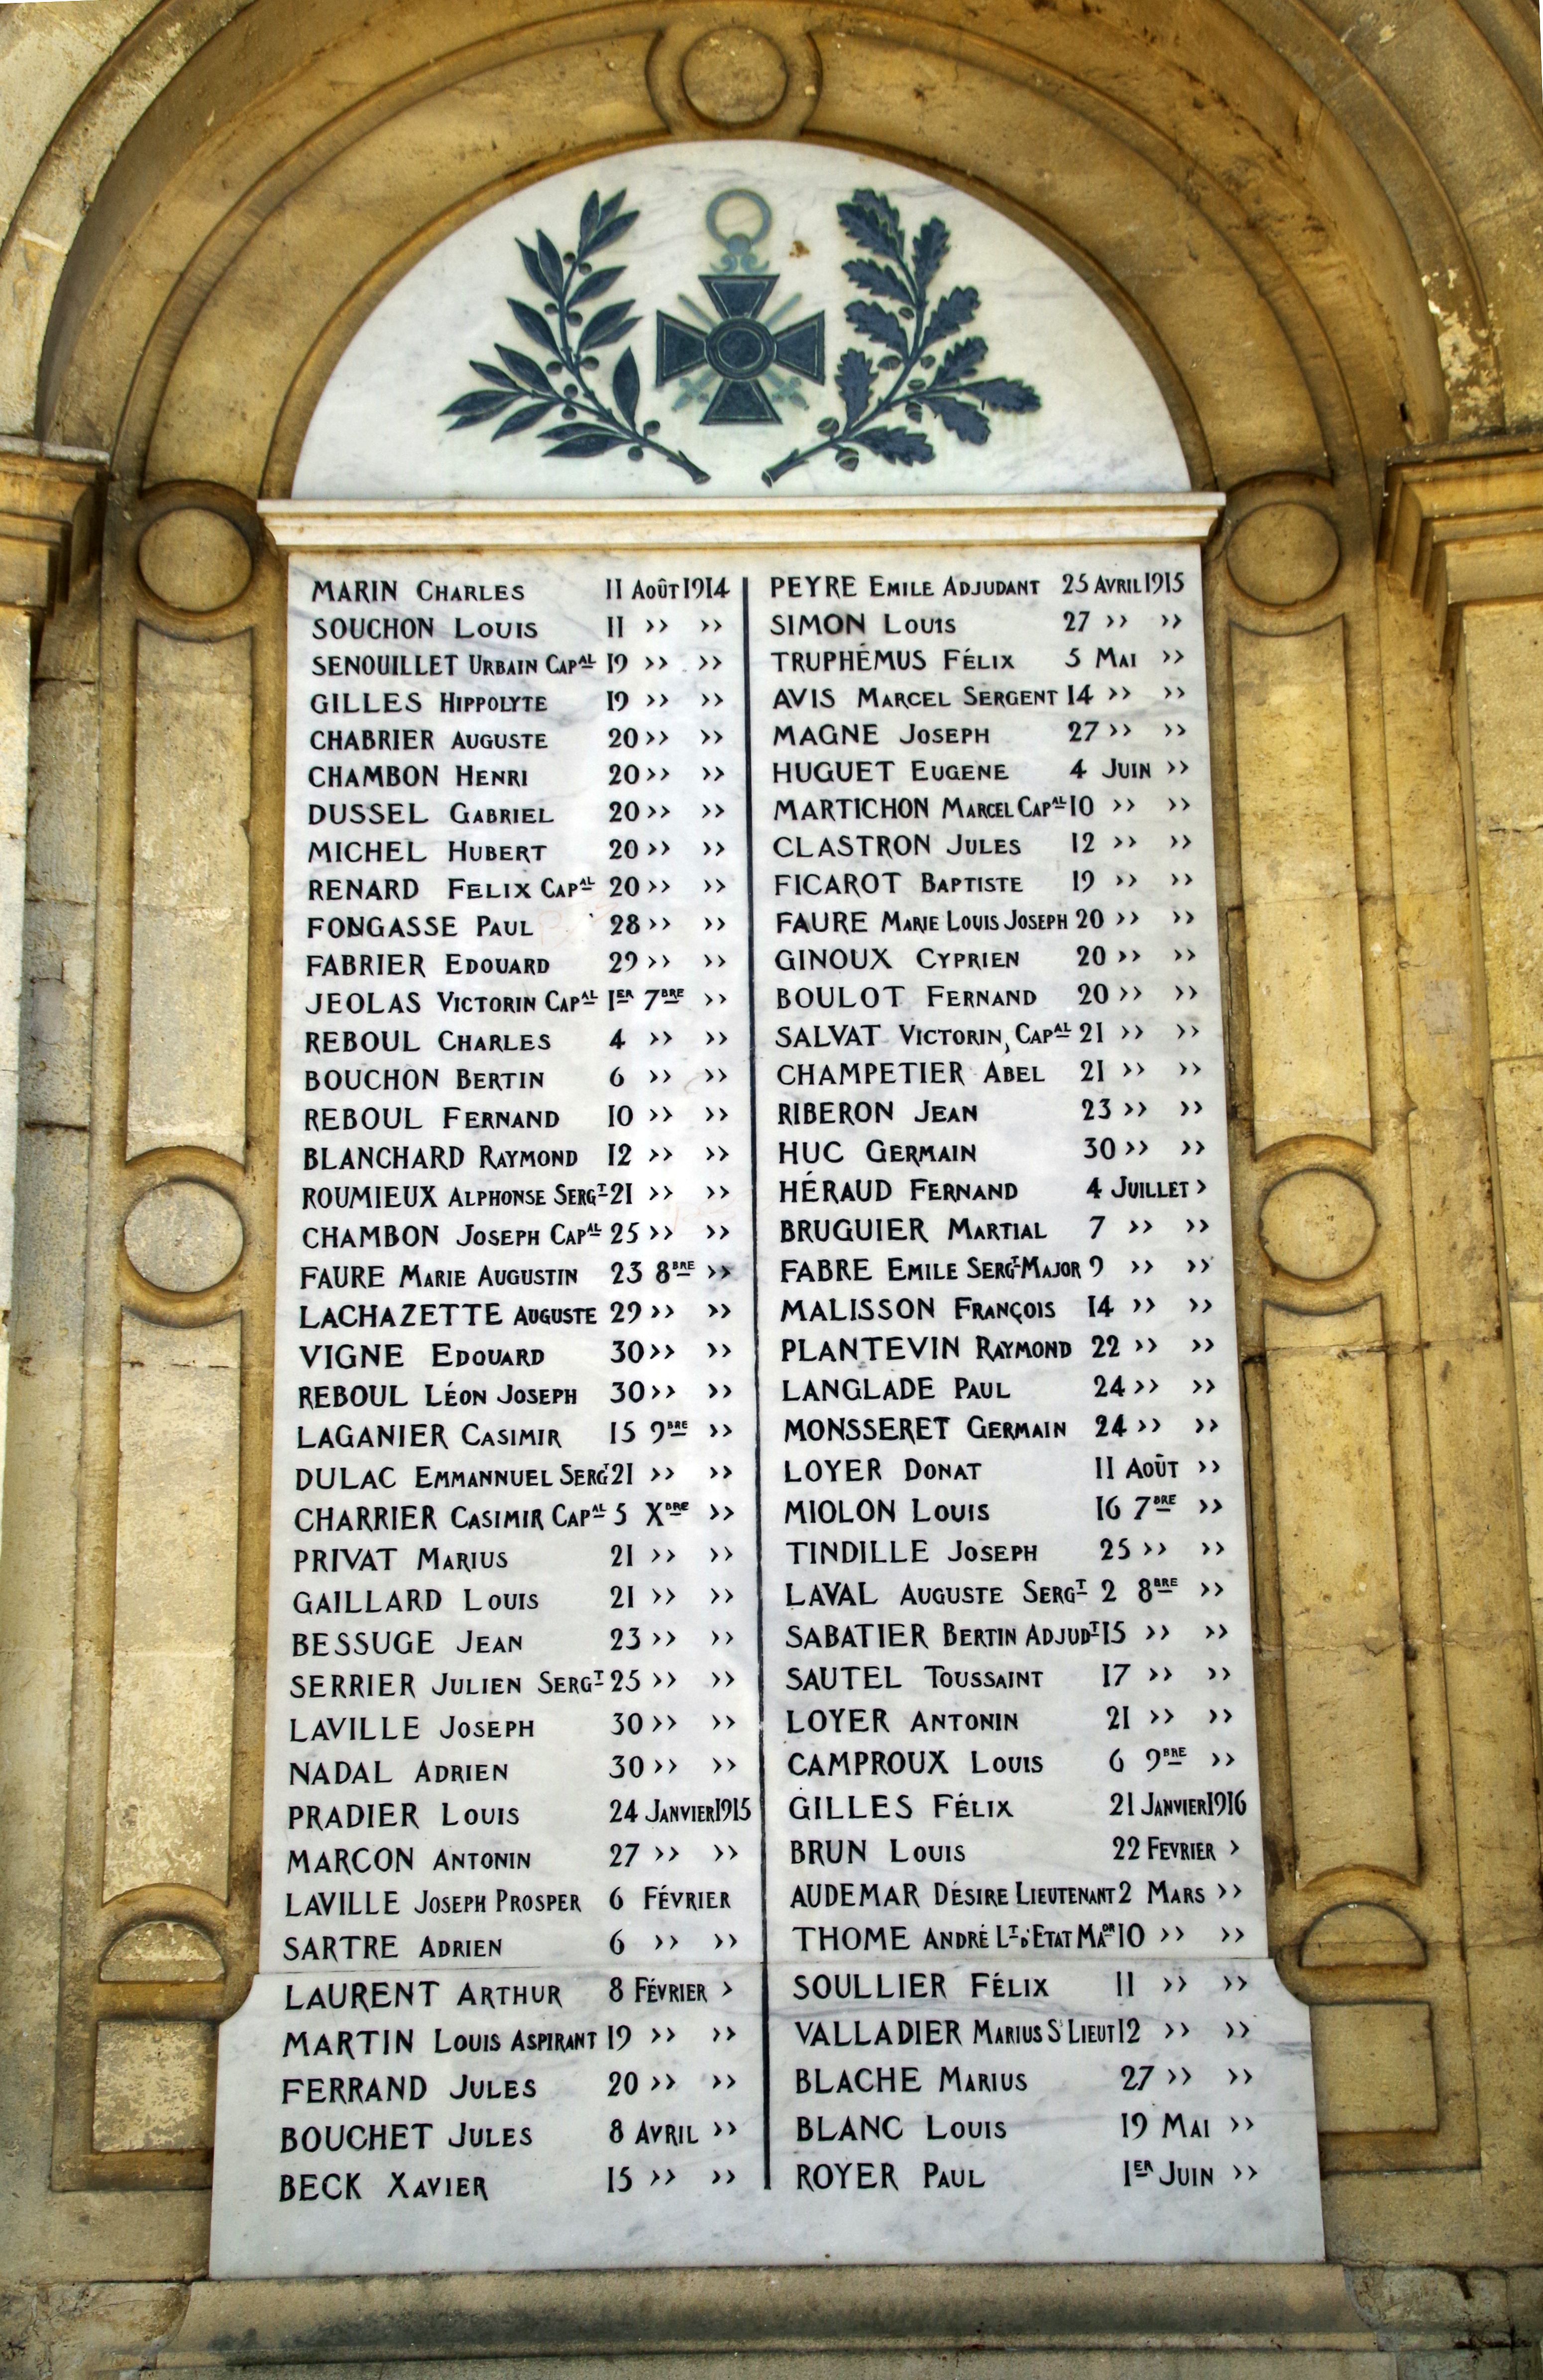 MARIN CHARLES 11 AOÛT 1914
SOUCHON LOUIS 11 >> >>
SENOUILLET URBAIN CAPAL 19 >> >>
GILLES HIPPOLYTE 19 >> >>
CHABRIER AUGUSTE 20 >> >>
CHAMBON HENRI 20 >> >>
DUSSEL GABRIEL 20 >> >>
MICHEL HUBERT 20 >> >>
RENARD FELIX CAPAL 20 >> >>
FONGASSE PAUL 28 >> >>
FABRIER EDOUARD 29 >> >>
JEOLAS VICTORIN CAPAL 1ER 7BRE >>
REBOUL CHARLES 4 >> >>
BOUCHON BERTIN 6 >> >>
REBOUL FERNAND 10 >> >>
BLANCHARD RAYMOND 12 >> >>
ROUMIEUX ALPHONSE SERGT 21 >> >>
CHAMBON JOSEPH CAPAL 25 >> >>
FAURE MARIE AUGUSTIN 23 8BRE >>
LACHAZETTE AUGUSTE 29 >> >>
VIGNE EDOUARD 30 >> >>
REBOUL LÉON JOSEPH 30 >> >>
LAGANIER CASIMIR 15 9BRE >>
DULAC EMMANNUEL SERGT 21 >> >>
CHARRIER CASIMIR CAPAL 5 XBRE >>
PRIVAT MARIUS 21 >> >>
GAILLARD LOUIS 21 >> >>
BESSUGE JEAN 23 >> >>
SERRIER JULIEN SERGT 25 >> >>
LAVILLE JOSEPH 30 >> >>
NADAL ADRIEN 30 >> >>
PRADIER LOUIS 24 JANVIER 1915
MARCON ANTONIN 27 >> >>
LAVILLE JOSEPH PROSPER 6 FÉVRIER
SARTRE ADRIEN 6 >> >>
LAURENT ARTHUR 8 FÉVRIER >
MARTIN LOUIS ASPIRANT 19 >> >>
FERRAND JULES 20 >> >>
BOUCHET JULES 8 AVRIL >>
BECK XAVIER 15 >> >>
PEYRE EMILE ADJUDANT 25 AVRIL 1915
SIMON LOUIS 27 >> >>
TRUPHÉMUS FÉLIX 5 MAI >>
AVIS MARCEL SERGENT 14 >> >>
MAGNE JOSEPH 27 >> >>
HUGUET EUGENE 4 JUIN >>
MARTICHON MARCEL CAPAL 10 >> >>
CLASTRON JULES 12 >> >>
FICAROT BAPTISTE 19 >> >>
FAURE MARIE LOUIS JOSEPH 20 >> >>
GINOUX CYPRIEN 20 >> >>
BOULOT FERNAND 20 >> >>
SALVAT VICTORIN, CAPAL 21 >> >>
CHAMPETIER ABEL 21 >> >>
RIBERON JEAN 23 >> >>
HUC GERMAIN 30 >> >>
HÉRAUD FERNAND 4 JUILLET >
BRUGUIER MARTIAL 7 >> >>
FABRE EMILE SERGT MAJOR 9 >> >>
MALISSON FRANÇOIS 14 >> >>
PLANTEVIN RAYMOND 22 >> >>
LANGLADE PAUL 24 >> >>
MONSSERET GERMAIN 24 >> >>
LOYER DONAT 11 AOÛT >>
MIOLON LOUIS 16 7BRE >>
TINDILLE JOSEPH 25 >> >>
LAVAL AUGUSTE SERGT 2 8BRE >>
SABATIER BERTIN ADJUDT 15 >> >>
SAUTEL TOUSSAINT 17 >> >>
LOYER ANTONIN 21 >> >>
CAMPROUX LOUIS 6 9BRE >>
GILLES FÉLIX 21 JANVIER 1916
BRUN LOUIS 22 FEVRIER >
AUDEMAR DÉSIRE LIEUTENANT 2 MARS >>
THOME ANDRÉ LT D'ETAT MAOR 10 >> >>
SOULLIER FÉLIX 11 >> >>
VALLADIER MARIUS S LIEUT 12 >> >>
BLACHE MARIUS 27 >> >>
BLANC LOUIS 19 MAI >>
ROYER PAUL 1ER JUIN >>